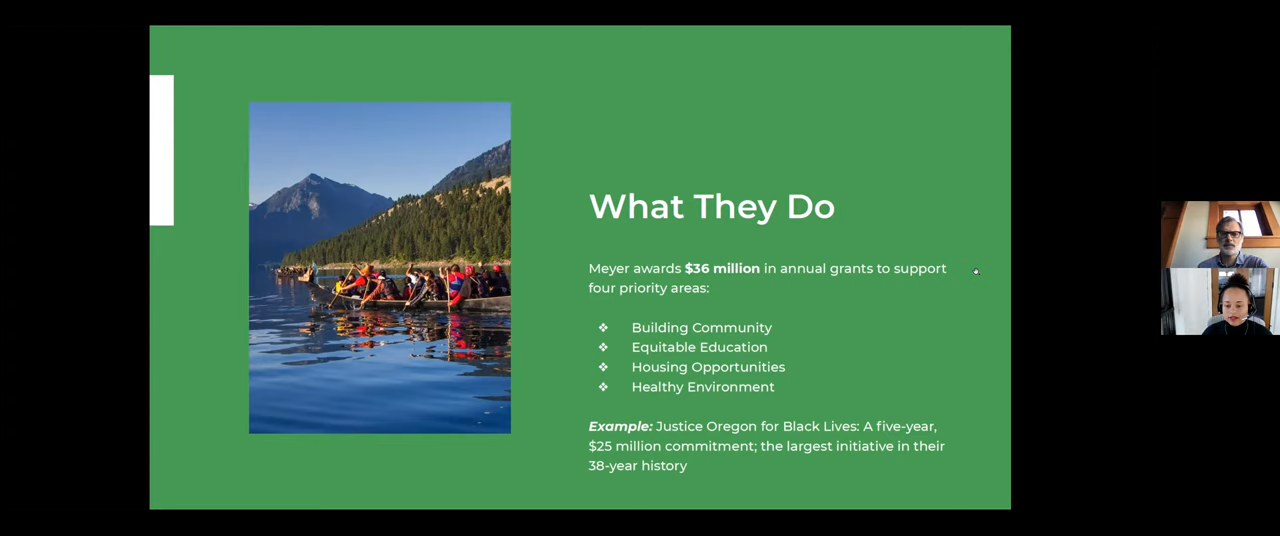 What They Do
Meyer awards $36 million in annual grants to support
four priority areas:
❖ Building Community
❖ Equitable Education
❖ Housing Opportunities
❖ Healthy Environment
Example: Justice Oregon for Black Lives: A five-year,
$25 million commitment; the largest initiative in their
38-year history